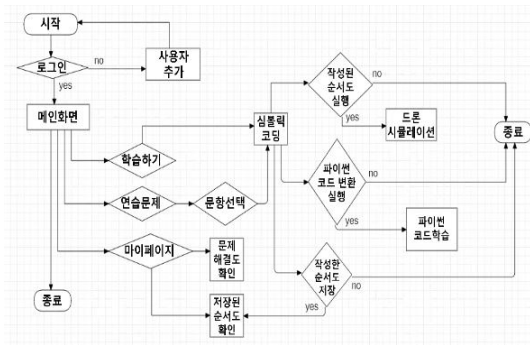 시작
로그인
no
사용자
추가
yes
메인화면
학습하기
연습문제
문항선택
마이페이지
문제
해결도
확인
저장된
순서도
확인
종료
심볼릭
코딩
작성된
순서도
실행
no
yes
드론
시뮬레이션
종료
파이썬
코드 변환
실행
no
yes
파이썬
코드학습
작성한
순서도
저장
no
yes